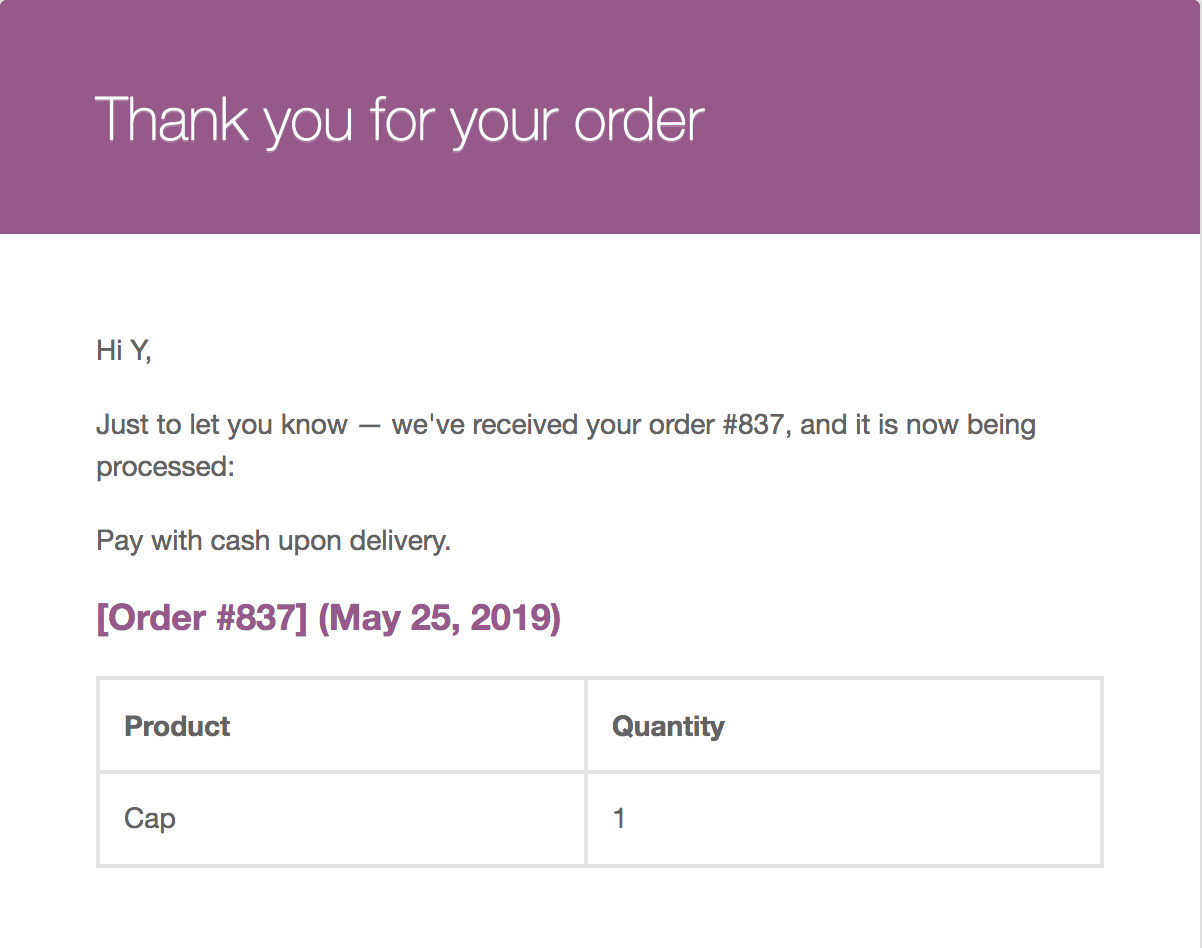 Thank you for your order
Hi Y,
Just to let you know — we've received your order #837, and it is now being
processed:
Pay with cash upon delivery.
[Order #837] (May 25, 2019)
Product Quantity
Cap 1